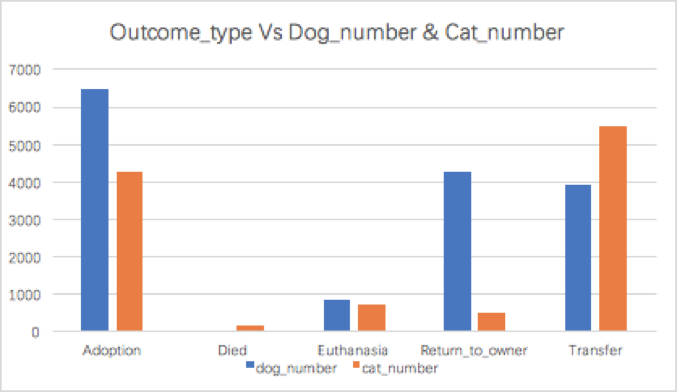 Outcome_type Vs Dog_number & Cat_number
7000
6000
5000
4000
3000
2000
1000
0
Adoption Died Euthanasia Return_to_owner Transfer
dog_number cat_number